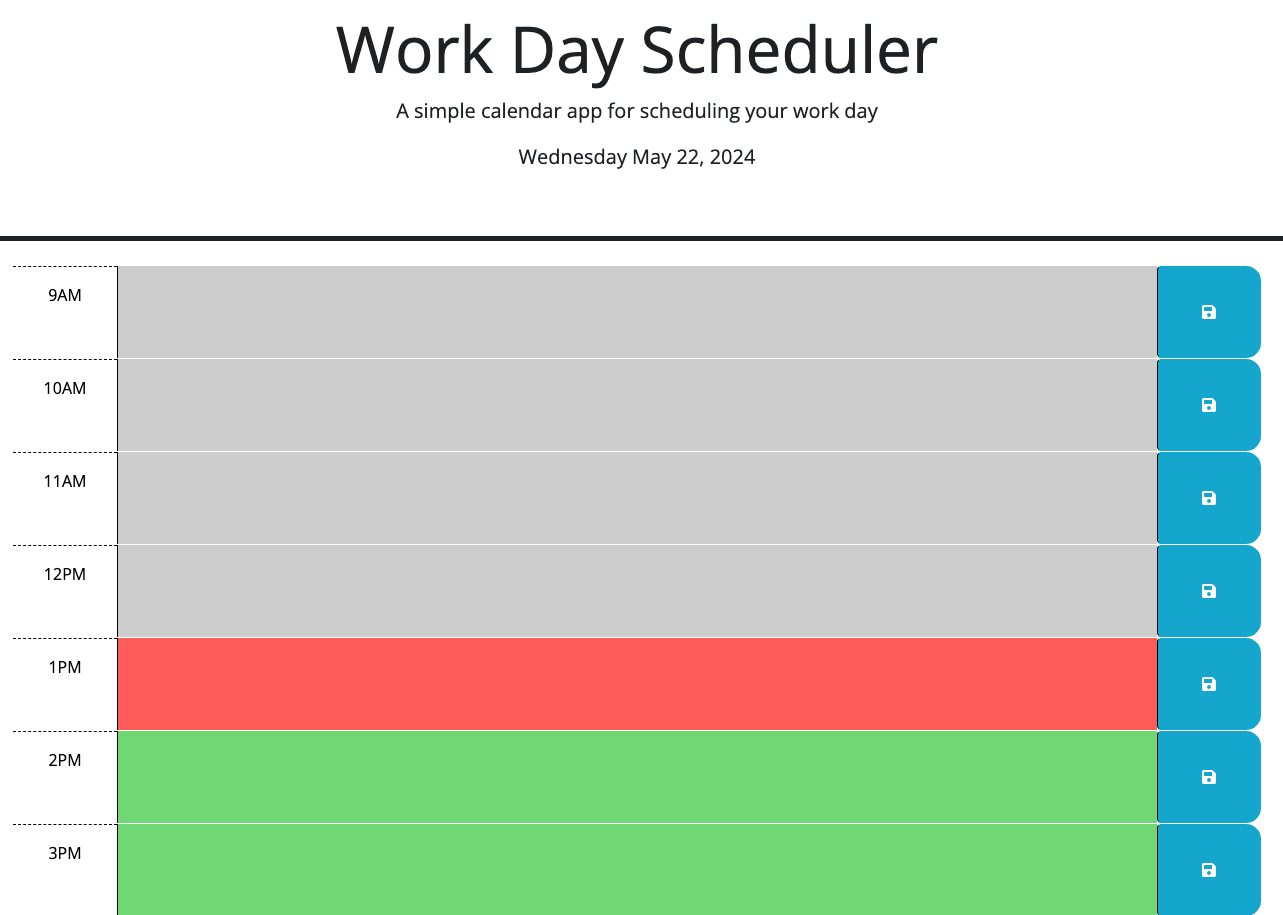 Work Day Scheduler
A simple calendar app for scheduling your work day
Wednesday May 22, 2024
9AM
10AM
11AM
12PM
1PM
2PM
3PM